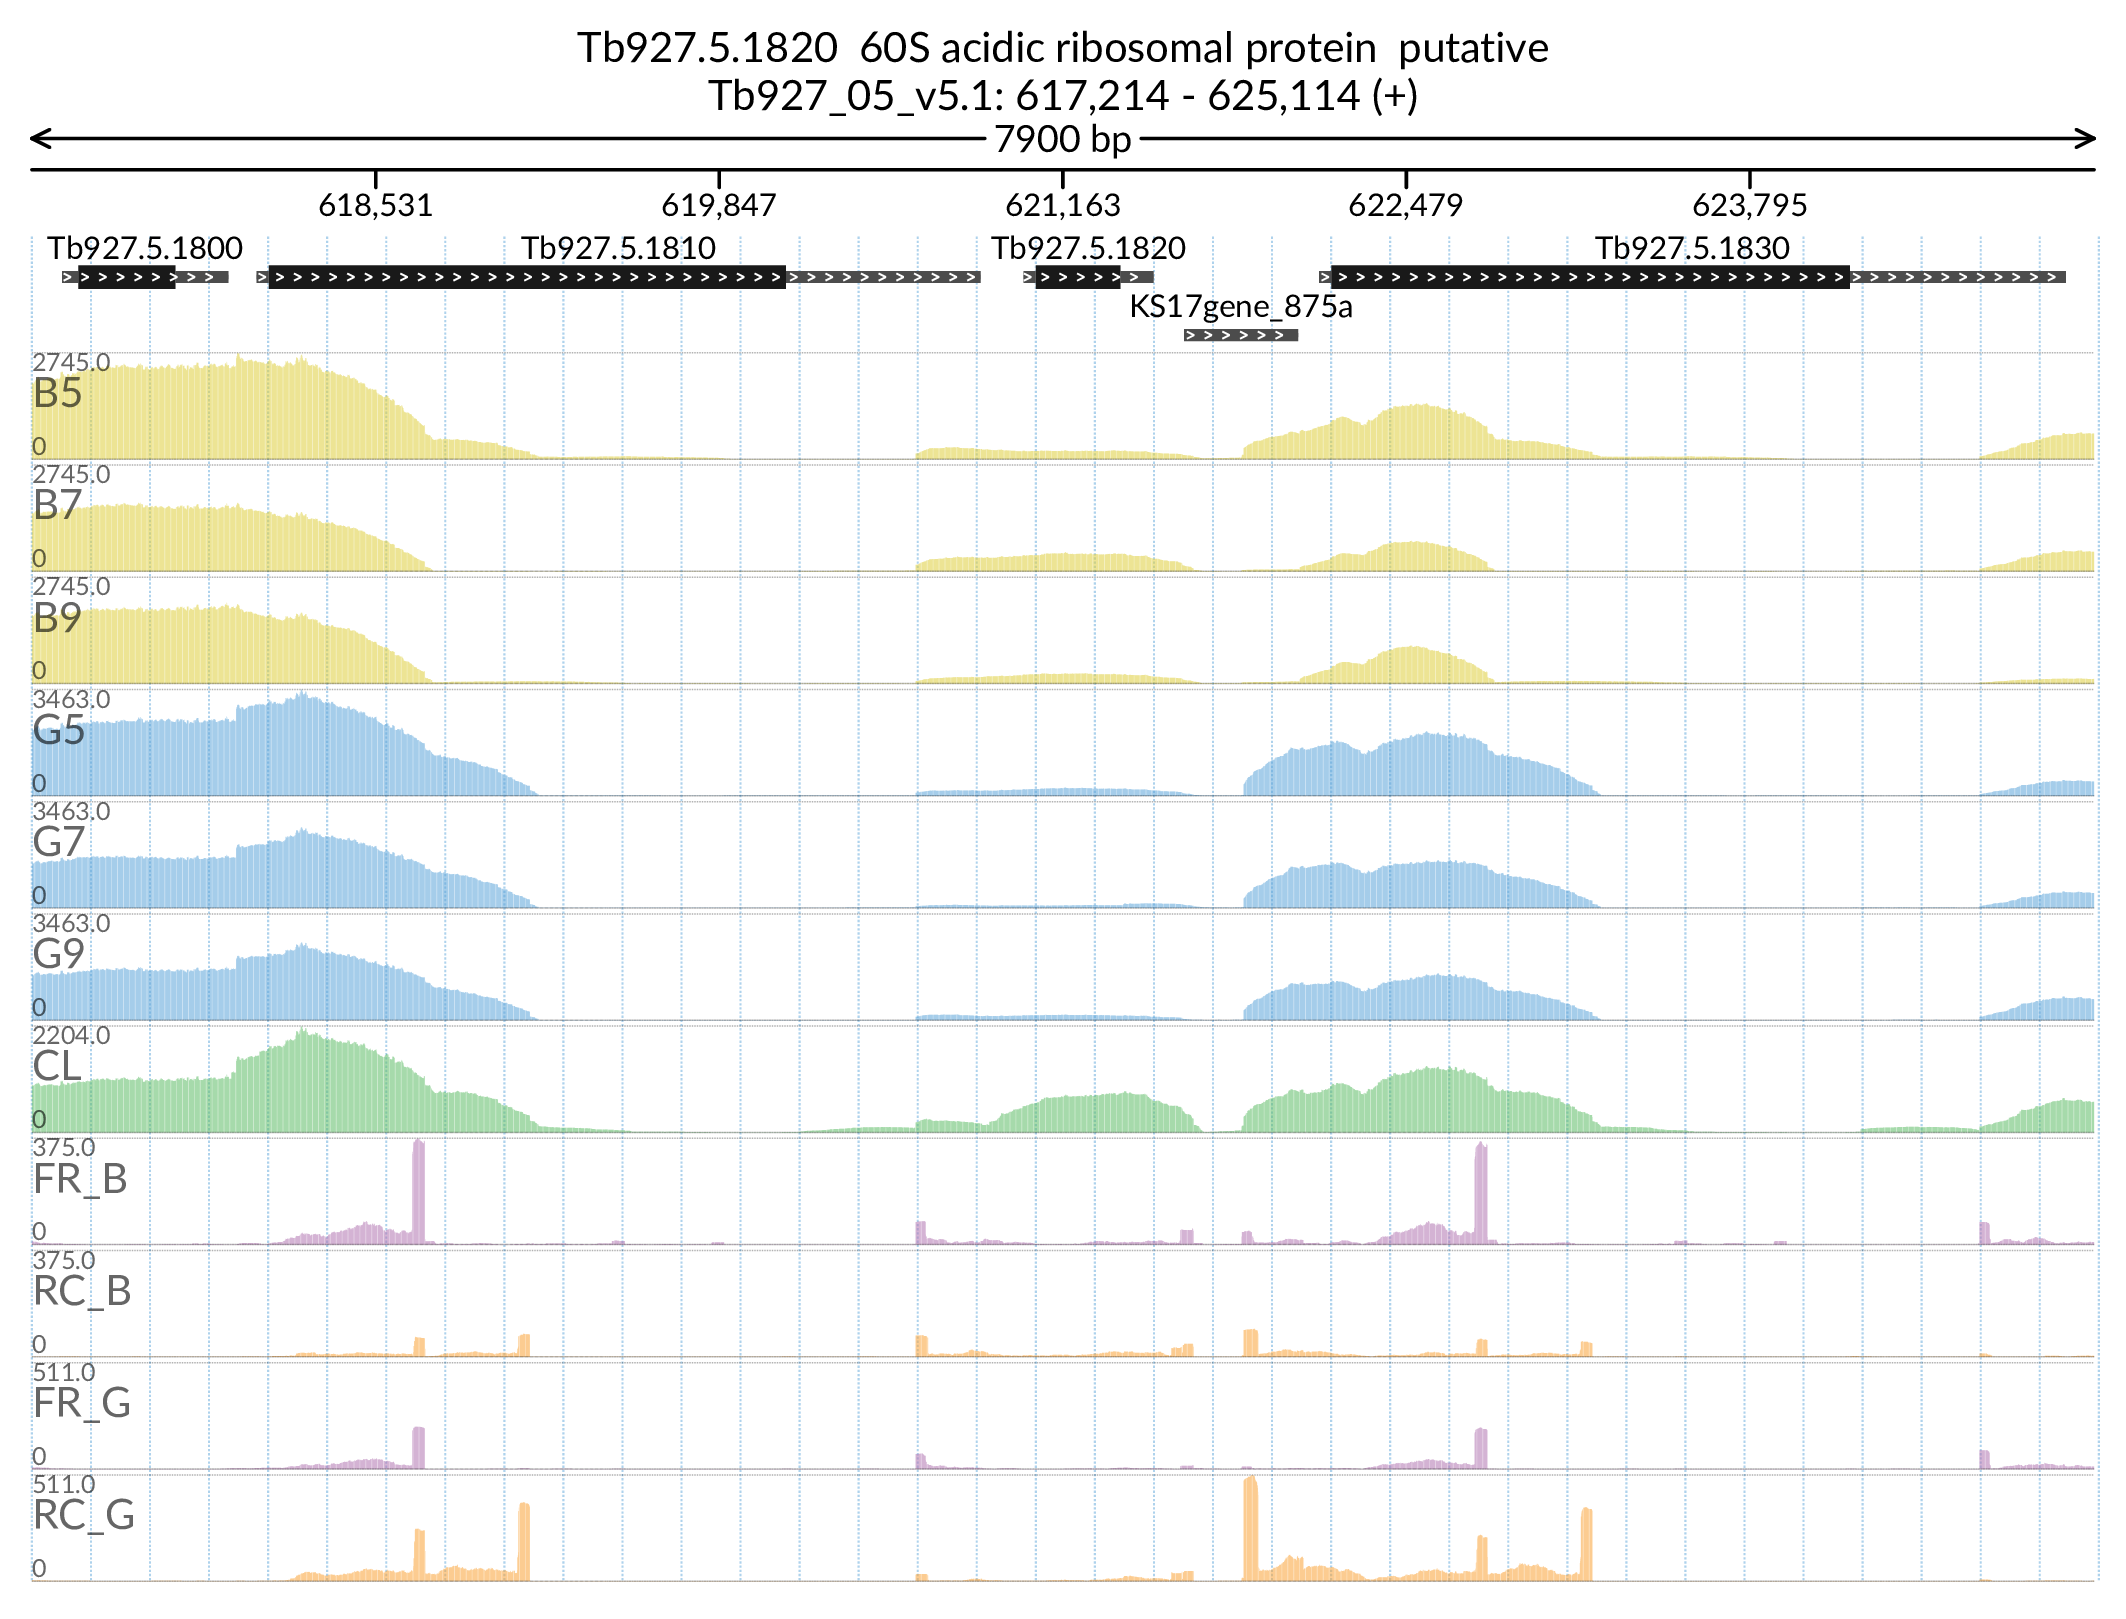 Tb927.5.1820  60S acidic ribosomal protein  putative
Tb927_05_v5.1: 617,214 - 625,114 (+)
7900 bp
618,531 619,847 621,163 622,479 623,795
Tb927.5.1800 Tb927.5.1810 Tb927.5.1820 Tb927.5.1830
KS17gene_875a
2745.0
B5
0
2745.0
B7
0
2745.0
B9
0
3463.0
G5
0
3463.0
G7
0
3463.0
G9
0
2204.0
CL
0
375.0
FR_B
0
375.0
RC_B
0
511.0
FR_G
0
511.0
RC_G
0